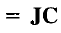 = JC